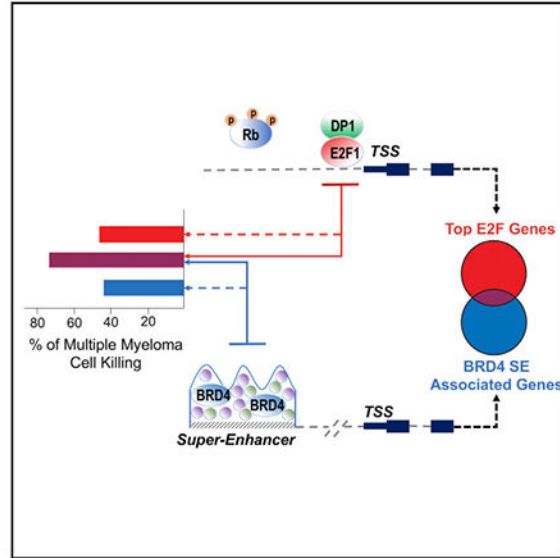 P
P
P
Rb
DP1
E2F1
TSS
Top E2F Genes
80 60 40 20
% of Multiple Myeloma
Cell Killing
BRD4
BRD4
Super-Enhancer
TSS
BRD4 SE
Associated Genes